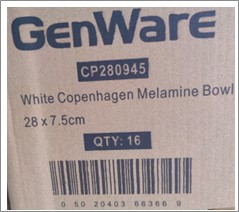 GENWARE
CP280945
White Copenhagen Melamine Bowl
28 x 7.5cm
QTY: 16
0 50 20403 66366 9